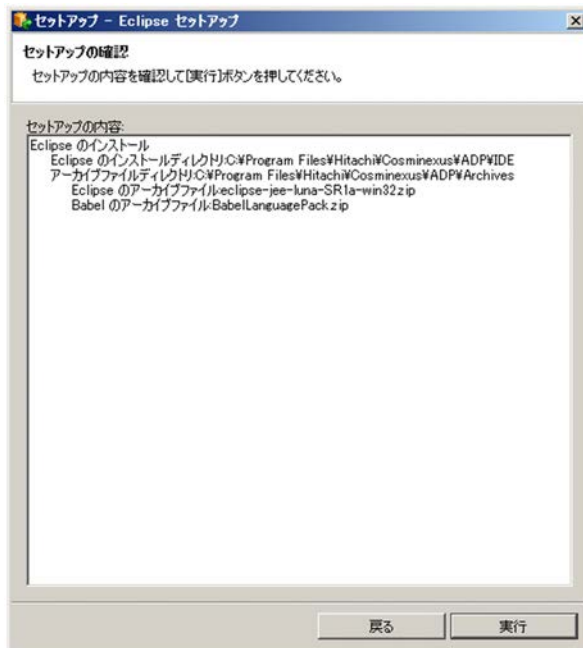 セットアップ - Eclipse セットアップ
セットアップの確認
セットアップの内容を確認して[実行]ボタンを押してください。
セットアップの内容:
Eclipse のインストール
Eclipse のインストールディレクトリ:C:¥Program Files¥Hitachi¥Cosminexus¥ADP¥IDE
アーカイブファイルディレクトリ:C:¥Program Files¥Hitachi¥Cosminexus¥ADP¥Archives
Eclipse のアーカイブファイル:eclipse-jee-luna-SR1a-win32.zip
Babel のアーカイブファイル:BabelLanguagePack.zip
戻る
実行